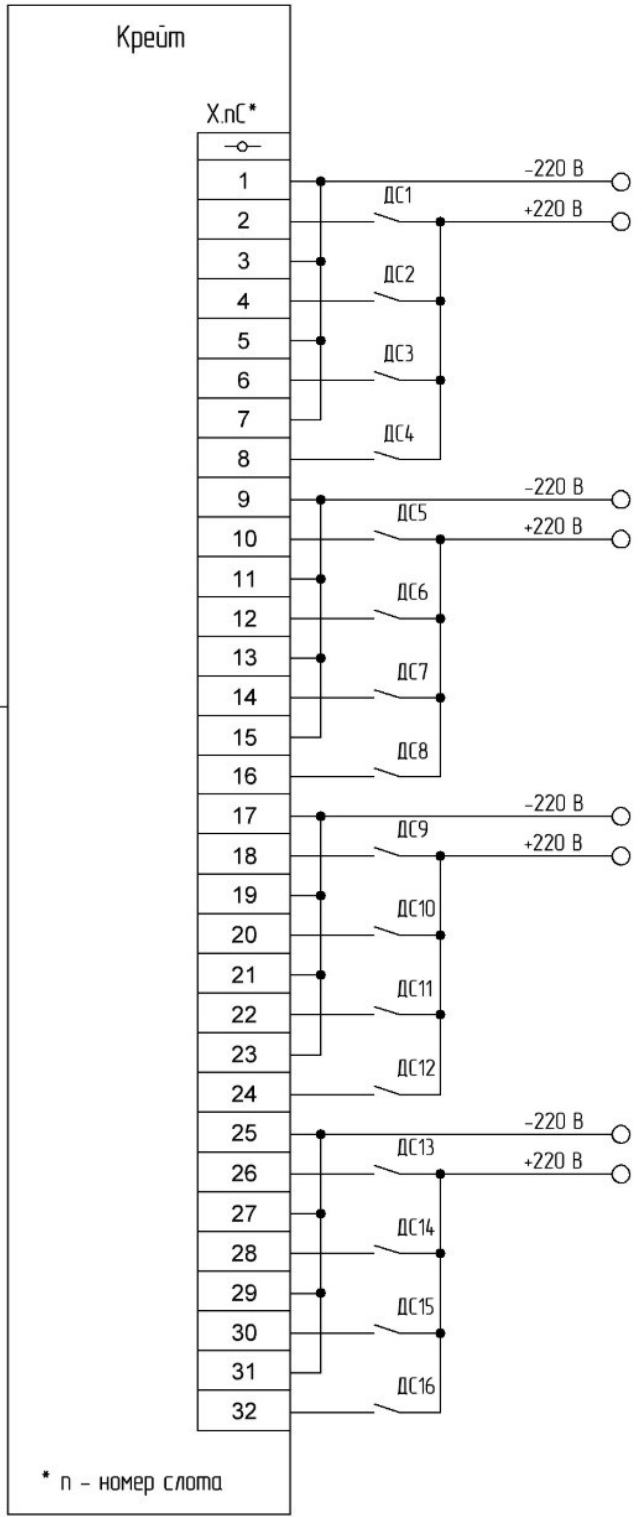 Крейт
X.nC*
1
-220 В
ДС1
2
+220 В
3
ДС2
4
5
ДС3
6
7
ДС4
8
9
-220 В
ДС5
10
+220 В
11
ДС6
12
13
ДС7
14
15
ДС8
16
17
-220 В
ДС9
18
+220 В
19
ДС10
20
21
ДС11
22
23
ДС12
24
25
-220 В
ДС13
26
+220 В
27
ДС14
28
29
ДС15
30
31
ДС16
32
* n - номер слота